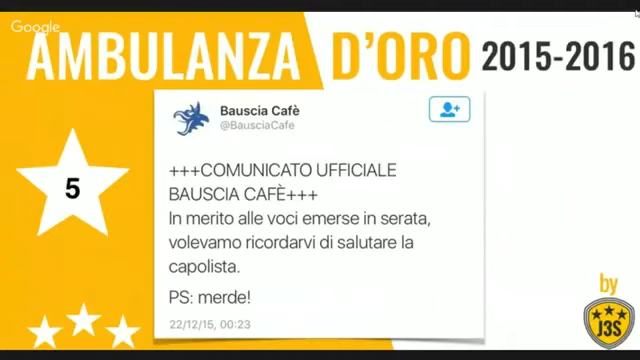 Google
AMBULANZA D'ORO 2015-2016
Bauscia Cafè
@BausciaCafe
5
+++COMUNICATO UFFICIALE
BAUSCIA CAFÈ+++
In merito alle voci emerse in serata,
volevamo ricordarvi di salutare la
capolista.
PS: merde!
22/12/15, 00:23
by
J3S